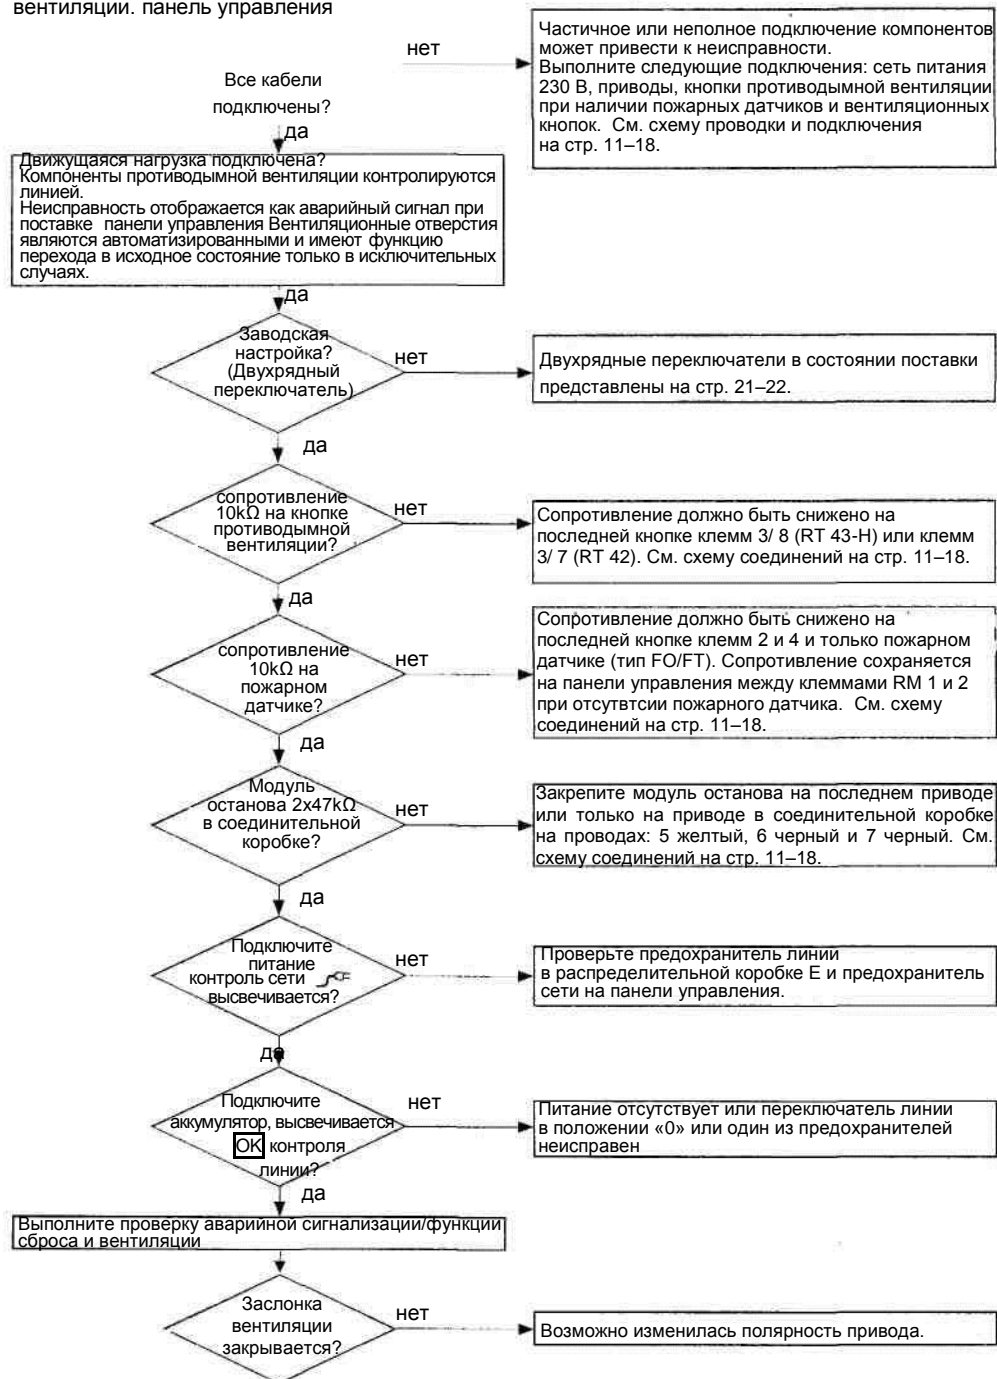 вентиляции. панель управления
нет
Все кабели
подключены?
да
Частичное или неполное подключение компонентов
может привести к неисправности.
Выполните следующие подключения: сеть питания
230 В, приводы, кнопки противодымной вентиляции
при наличии пожарных датчиков и вентиляционных
кнопок. См. схему проводки и подключения
на стр. 11–18.
Движущаяся нагрузка подключена?
Компоненты противодымной вентиляции контролируются
линией.
Неисправность отображается как аварийный сигнал при
поставке панели управления Вентиляционные отверстия
являются автоматизированными и имеют функцию
перехода в исходное состояние только в исключительных
случаях.
да
Заводская
настройка?
(Двухрядный
переключатель)
нет
Двухрядные переключатели в состоянии поставки
представлены на стр. 21–22.
да
сопротивление
10kΩ на кнопке
противодымной
вентиляции?
нет
Сопротивление должно быть снижено на
последней кнопке клемм 3/ 8 (RT 43-H) или клемм
3/ 7 (RT 42). См. схему соединений на стр. 11–18.
да
сопротивление
10kΩ на
пожарном
датчике?
нет
Сопротивление должно быть снижено на
последней кнопке клемм 2 и 4 и только пожарном
датчике (тип FO/FT). Сопротивление сохраняется
на панели управления между клеммами RM 1 и 2
при отсутвтсии пожарного датчика. См. схему
соединений на стр. 11–18.
да
Модуль
останова 2x47kΩ
в соединительной
коробке?
нет
Закрепите модуль останова на последнем приводе
или только на приводе в соединительной коробке
на проводах: 5 желтый, 6 черный и 7 черный. См.
схему соединений на стр. 11–18.
да
Подключите
питание
контроль сети
высвечивается?
нет
Проверьте предохранитель линии
в распределительной коробке E и предохранитель
сети на панели управления.
да
Подключите
аккумулятор, высвечивается
OK контроля
линии?
нет
Питание отсутствует или переключатель линии
в положении «0» или один из предохранителей
неисправен
да
Выполните проверку аварийной сигнализации/функции
сброса и вентиляции
Заслонка
вентиляции
закрывается?
нет
Возможно изменилась полярность привода.